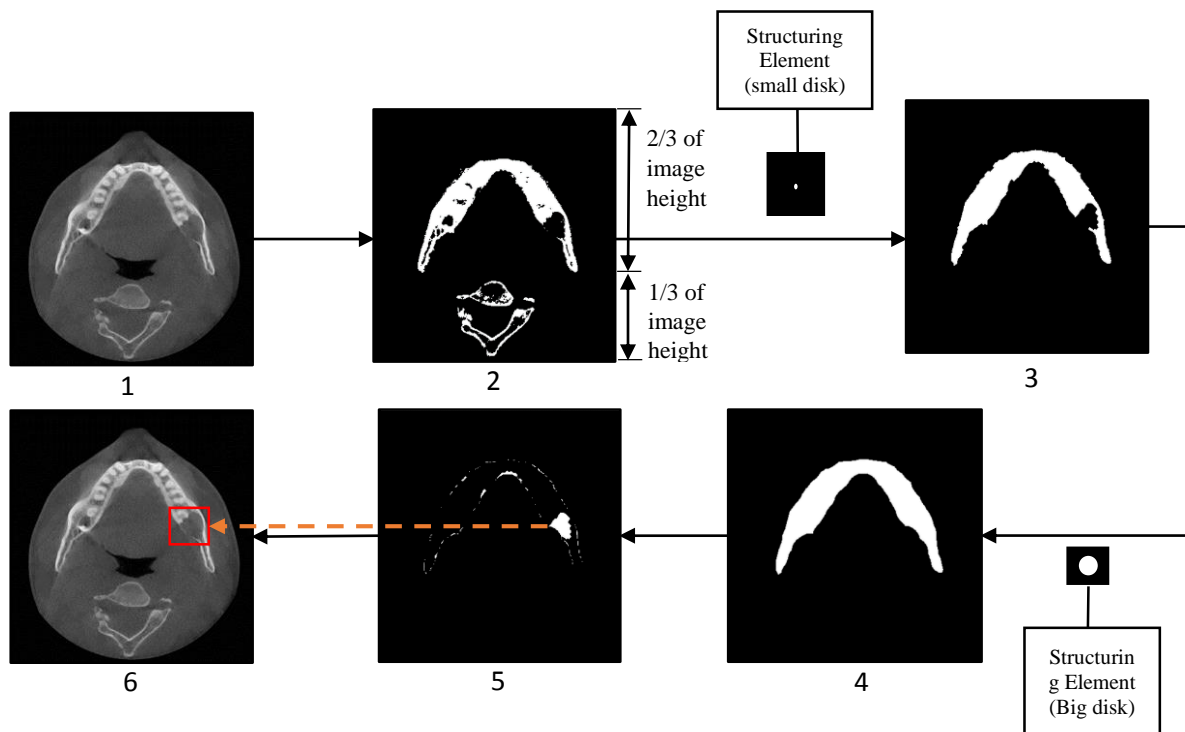 Structuring
Element
(small disk)
2/3 of
image
height
1/3 of
image
height
1
2
3
6
5
4
Structurin
g Element
(Big disk)